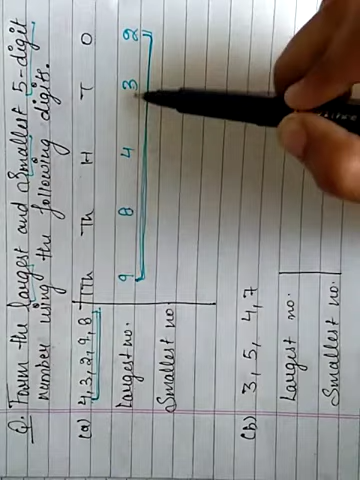 Q. Form the largest and smallest 5-digit
number using the following digits.
(a) 4,3,2,9,8 TTh Th H T O
Largest no. 9 8 4 3 2
Smallest no.
(b) 3, 5, 4, 7
Largest no.
Smallest no.